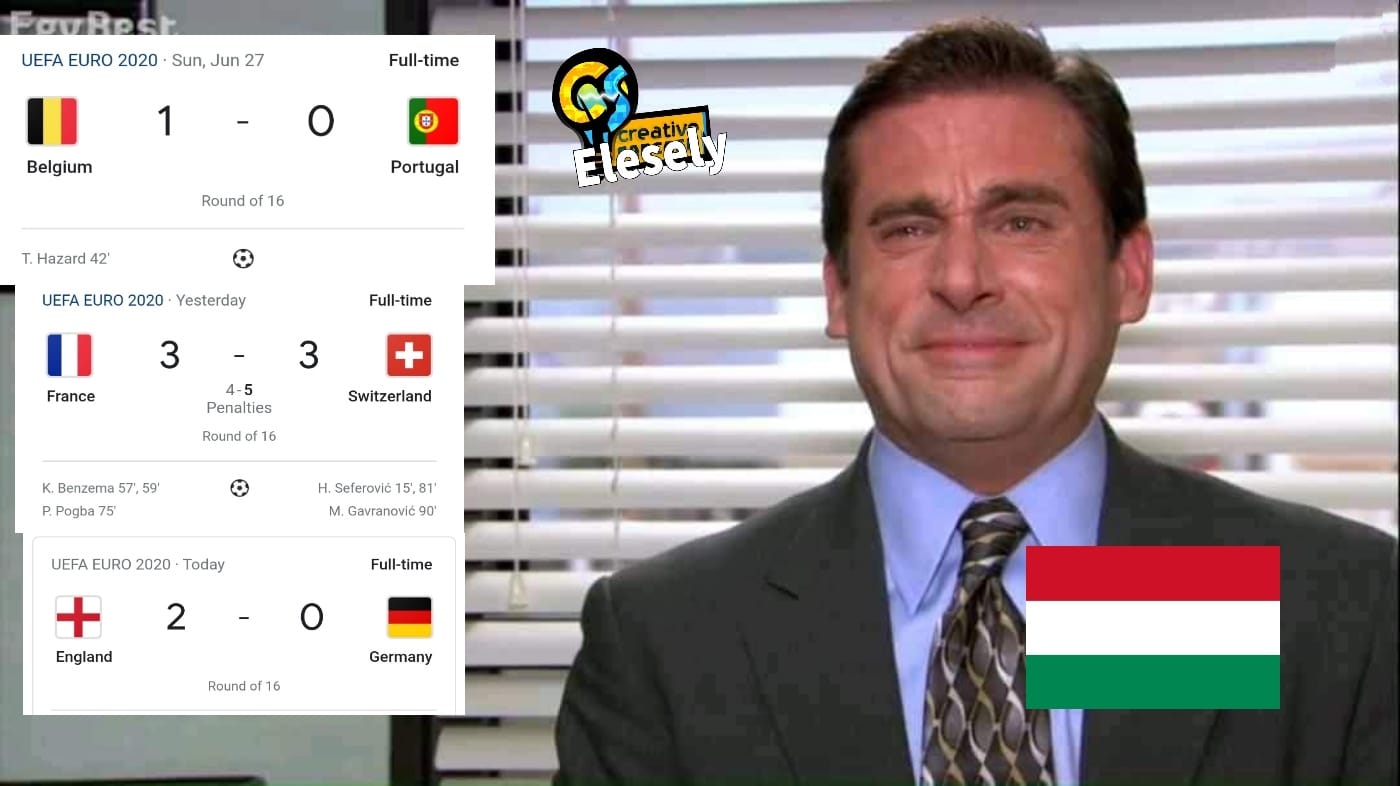 EgyBest
UEFA EURO 2020 · Sun, Jun 27 Full-time
1 - 0
Belgium Portugal
Round of 16
T. Hazard 42'
UEFA EURO 2020 · Yesterday Full-time
3 - 3
4-5
France Switzerland
Penalties
Round of 16
K. Benzema 57', 59' H. Seferović 15', 81'
P. Pogba 75' M. Gavranović 90'
UEFA EURO 2020 · Today Full-time
2 - 0
England Germany
Round of 16
creative
Elesely